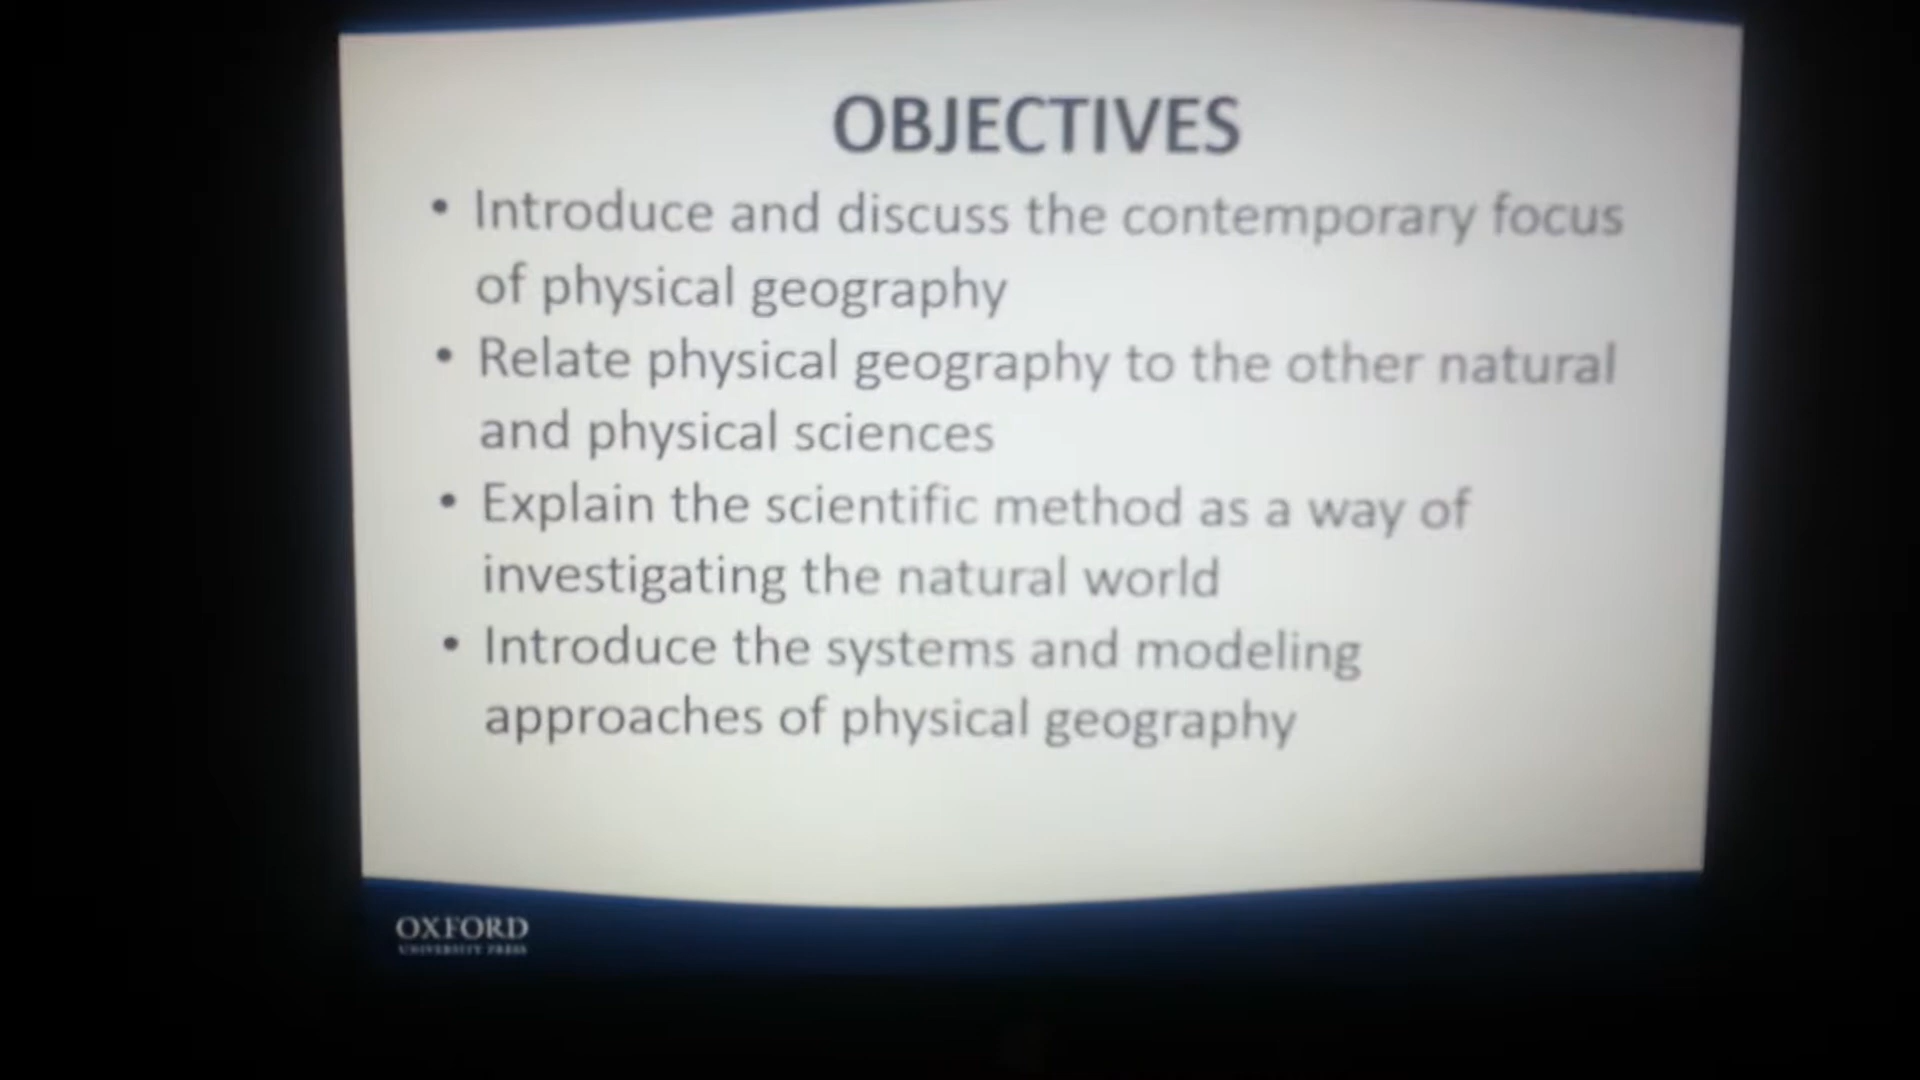 OBJECTIVES
• Introduce and discuss the contemporary focus
of physical geography
• Relate physical geography to the other natural
and physical sciences
• Explain the scientific method as a way of
investigating the natural world
• Introduce the systems and modeling
approaches of physical geography
OXFORD
UNIVERSITY PRESS